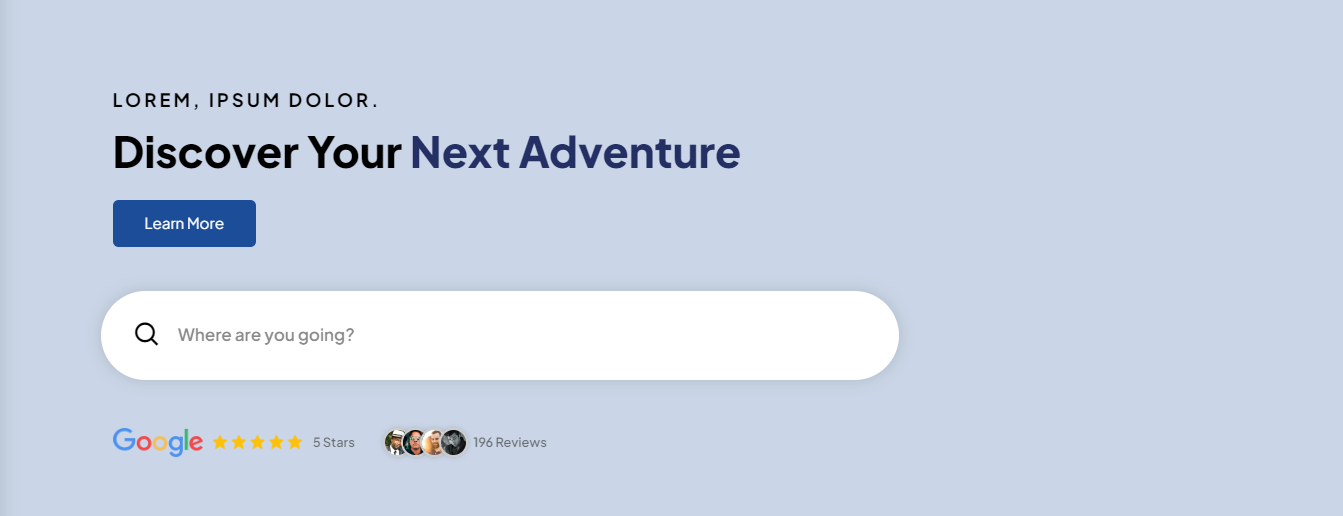 LOREM, IPSUM DOLOR.
Discover Your Next Adventure
Learn More
Where are you going?
Google 5 Stars 196 Reviews